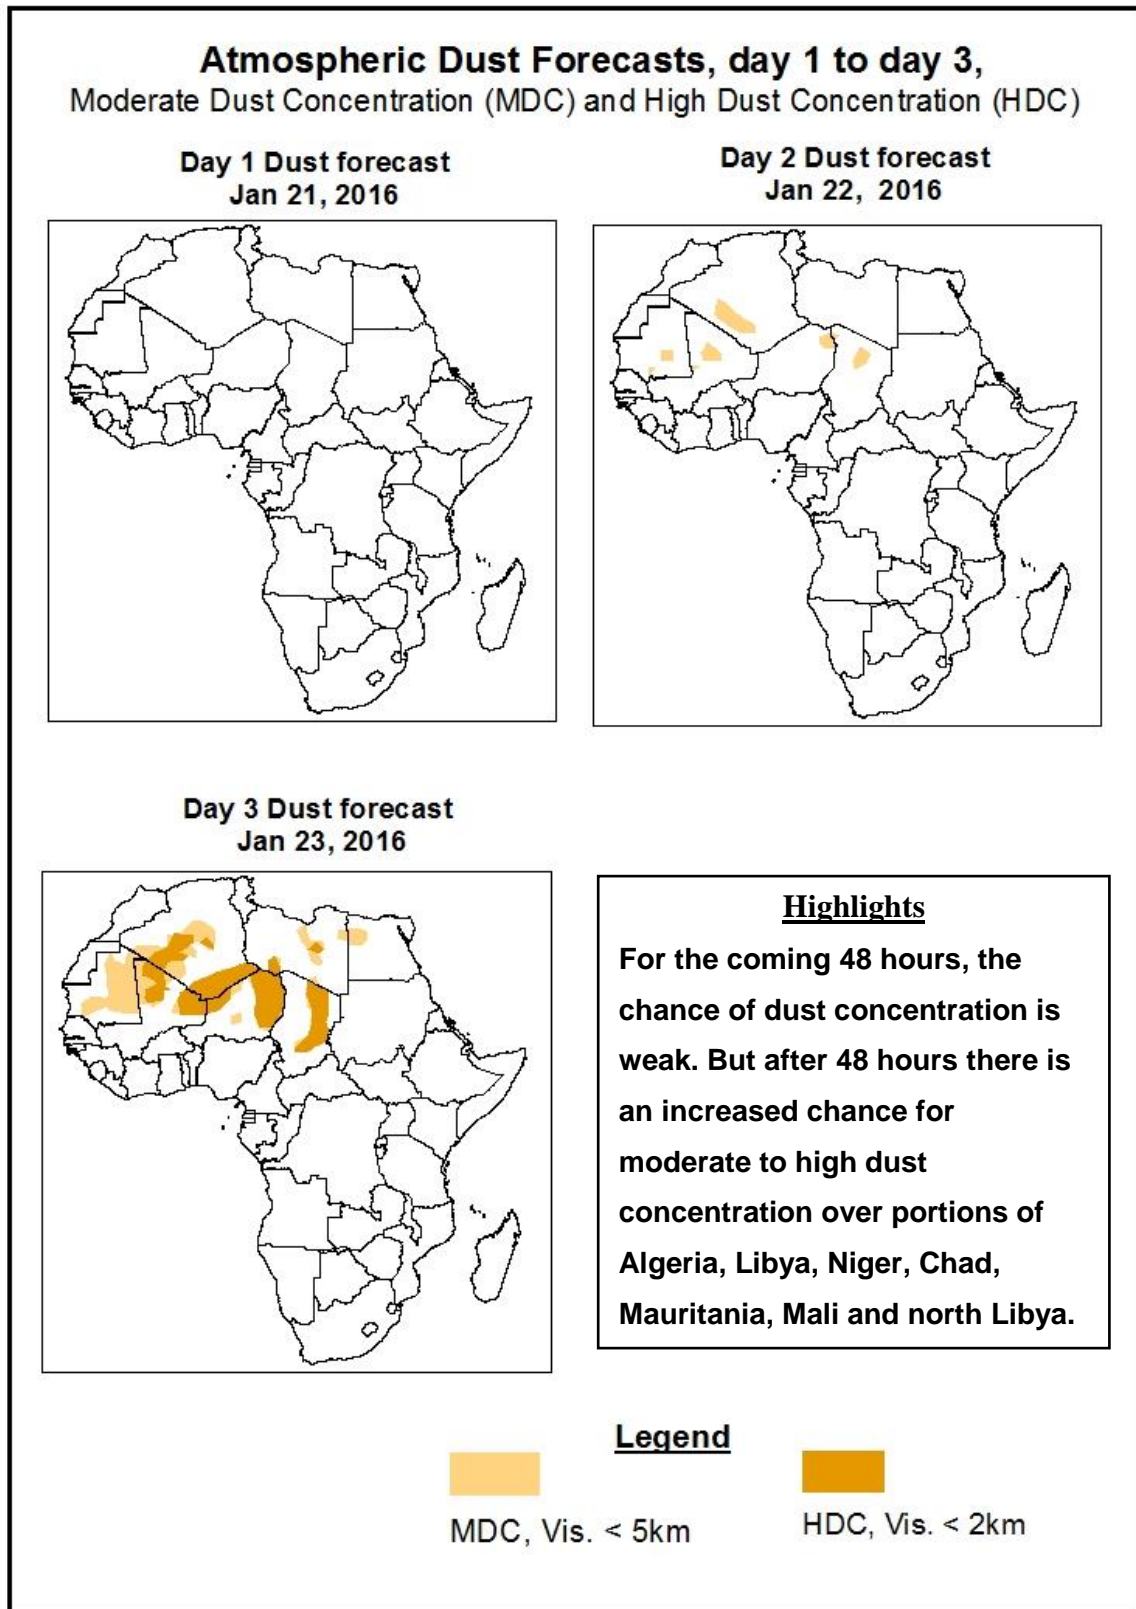 Atmospheric Dust Forecasts, day 1 to day 3,
Moderate Dust Concentration (MDC) and High Dust Concentration (HDC)
Day 1 Dust forecast
Jan 21, 2016
Day 2 Dust forecast
Jan 22, 2016
Day 3 Dust forecast
Jan 23, 2016
Highlights
For the coming 48 hours, the
chance of dust concentration is
weak. But after 48 hours there is
an increased chance for
moderate to high dust
concentration over portions of
Algeria, Libya, Niger, Chad,
Mauritania, Mali and north Libya.
Legend
MDC, Vis. < 5km
HDC, Vis. < 2km